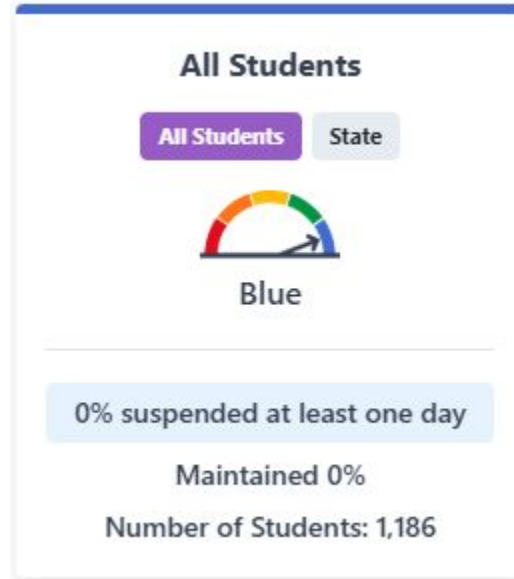 All Students
All Students State
Blue
0% suspended at least one day
Maintained 0%
Number of Students: 1,186